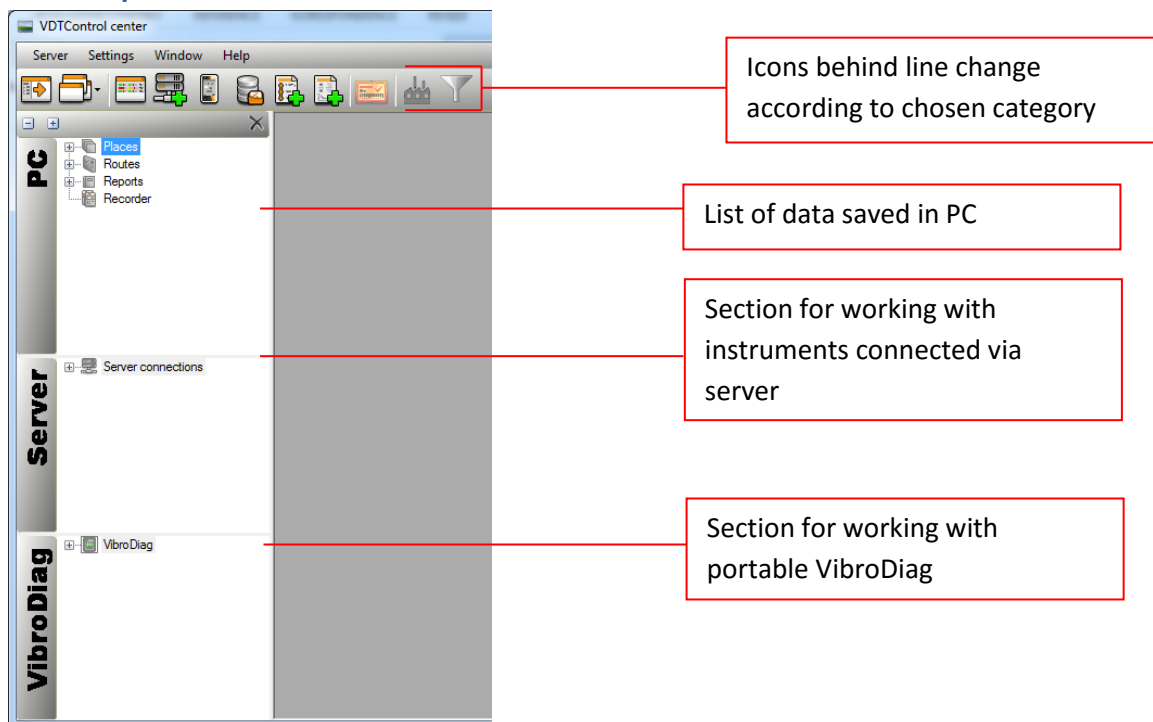 VDTControl center
Server Settings Window Help
Icons behind line change
according to chosen category
PC
Places
Routes
Reports
Recorder
List of data saved in PC
Section for working with
instruments connected via
server
Server
Server connections
Section for working with
portable VibroDiag
VibroDiag
VibroDiag